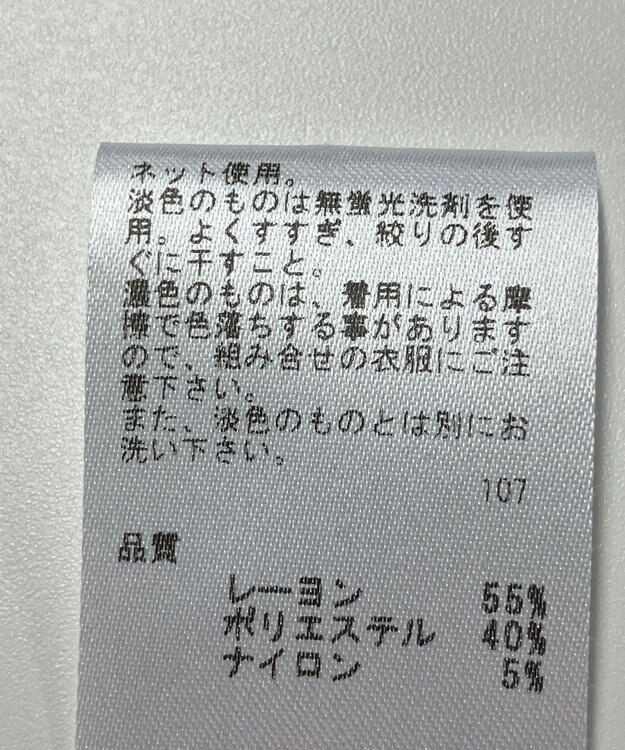 ネット使用。
淡色のものは無蛍光洗剤を使
用。よくすすぎ、絞りの後す
ぐに干すこと。
濃色のものは、着用による摩
擦で色落ちする事がありま
すので、組み合せの衣服にご注
意下さい。
また、淡色のものとは別にお
洗い下さい。
107
品質
レーヨン 55%
ポリエステル 40%
ナイロン 5%